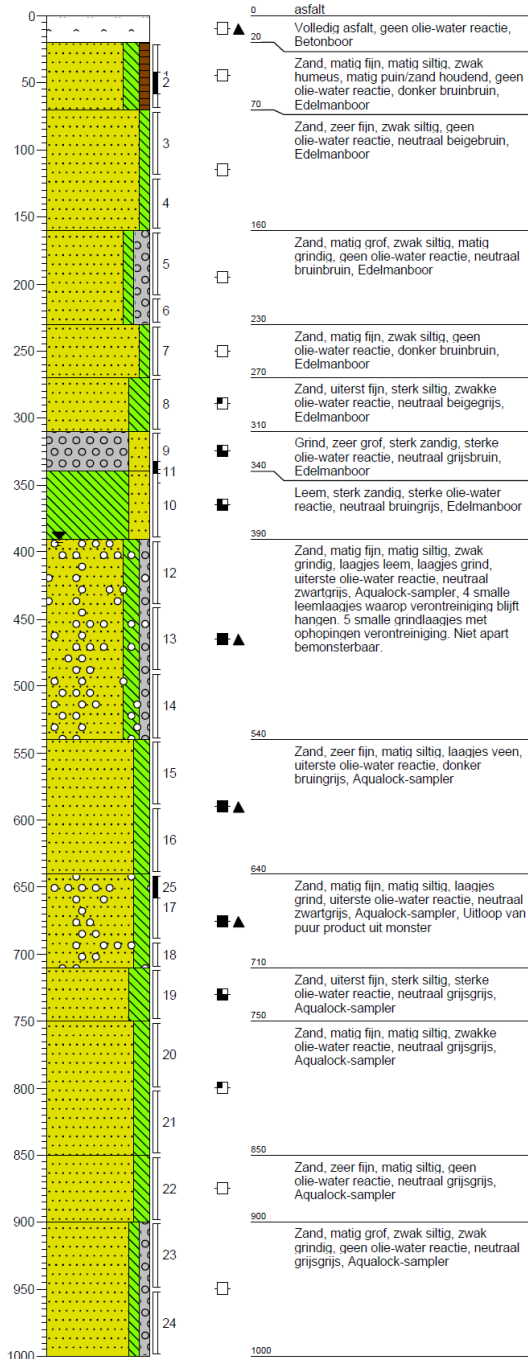 0
50
100
150
200
250
300
350
400
450
500
550
600
650
700
750
800
850
900
950
1000
1
2
3
4
5
6
7
8
9
11
10
12
13
14
15
16
25
17
18
19
20
21
22
23
24
0 asfalt
Volledig asfalt, geen olie-water reactie,
Betonboor
20
Zand, matig fijn, matig siltig, zwak
humeus, matig puin/zand houdend, geen
olie-water reactie, donker bruinbruin,
Edelmanboor
70
Zand, zeer fijn, zwak siltig, geen
olie-water reactie, neutraal beigebruin,
Edelmanboor
160
Zand, matig grof, zwak siltig, matig
grindig, geen olie-water reactie, neutraal
bruinbruin, Edelmanboor
230
Zand, matig fijn, zwak siltig, geen
olie-water reactie, donker bruinbruin,
Edelmanboor
270
Zand, uiterst fijn, sterk siltig, zwakke
olie-water reactie, neutraal beigegrijs,
Edelmanboor
310
Grind, zeer grof, sterk zandig, sterke
olie-water reactie, neutraal grijsbruin,
Edelmanboor
340
Leem, sterk zandig, sterke olie-water
reactie, neutraal bruingrijs, Edelmanboor
390
Zand, matig fijn, matig siltig, zwak
grindig, laagjes leem, laagjes grind,
uiterste olie-water reactie, neutraal
zwartgrijs, Aqualock-sampler, 4 smalle
leemlaagjes waarop verontreiniging blijft
hangen. 5 smalle grindlaagjes met
ophopingen verontreiniging. Niet apart
bemonsterbaar.
540
Zand, zeer fijn, matig siltig, laagjes veen,
uiterste olie-water reactie, donker
bruingrijs, Aqualock-sampler
640
Zand, matig fijn, matig siltig, laagjes
grind, uiterste olie-water reactie, neutraal
zwartgrijs, Aqualock-sampler, Uitloop van
puur product uit monster
710
Zand, uiterst fijn, sterk siltig, sterke
olie-water reactie, neutraal grijsgrijs,
Aqualock-sampler
750
Zand, matig fijn, matig siltig, zwakke
olie-water reactie, neutraal grijsgrijs,
Aqualock-sampler
850
Zand, zeer fijn, matig siltig, geen
olie-water reactie, neutraal grijsgrijs,
Aqualock-sampler
900
Zand, matig grof, zwak siltig, zwak
grindig, geen olie-water reactie, neutraal
grijsgrijs, Aqualock-sampler
1000